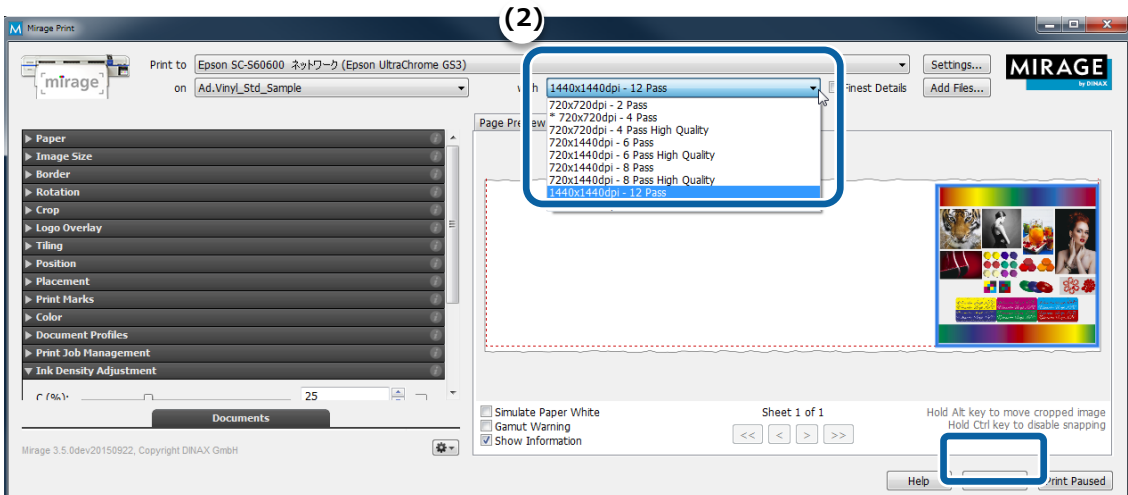 (2)
Mirage Print
mirage
Print to Epson SC-S60600 ネットワーク (Epson UltraChrome GS3) Settings...
MIRAGE
by DINAX
on Ad.Vinyl_Std_Sample 1440x1440dpi - 12 Pass Finest Details Add Files...
720x720dpi - 2 Pass
* 720x720dpi - 4 Pass
720x720dpi - 4 Pass High Quality
720x1440dpi - 6 Pass
720x1440dpi - 6 Pass High Quality
720x1440dpi - 8 Pass
720x1440dpi - 8 Pass High Quality
1440x1440dpi - 12 Pass
Page Preview
Paper
Image Size
Border
Rotation
Crop
Logo Overlay
Tiling
Position
Placement
Print Marks
Color
Document Profiles
Print Job Management
Ink Density Adjustment
C (%): 25
Documents
Mirage 3.5.0dev20150922, Copyright DINAX GmbH
Simulate Paper White
Gamut Warning
Show Information
Sheet 1 of 1
<< < > >>
Hold Alt key to move cropped image
Hold Ctrl key to disable snapping
Help Print Paused